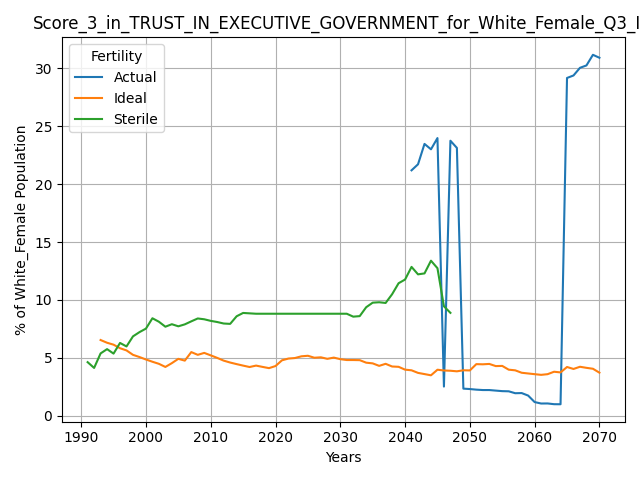 Score_3_in_TRUST_IN_EXECUTIVE_GOVERNMENT_for_White_Female_Q3_I
Fertility
Actual
Ideal
Sterile
% of White_Female Population
30
25
20
15
10
5
0
1990 2000 2010 2020 2030 2040 2050 2060 2070
Years